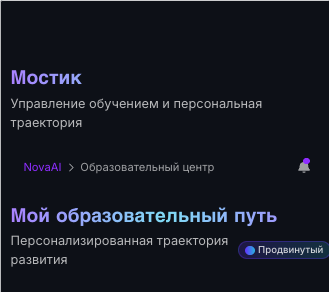 Мостик
Управление обучением и персональная
траектория
NovaAI > Образовательный центр
Мой образовательный путь
Персонализированная траектория
развития
Продвинутый